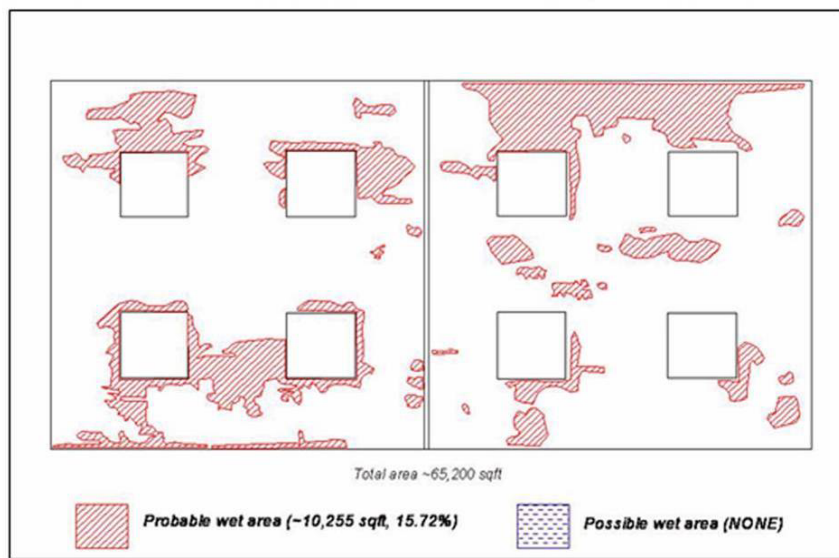 Total area ~65,200 sqft
Probable wet area (~10,255 sqft, 15.72%)
Possible wet area (NONE)